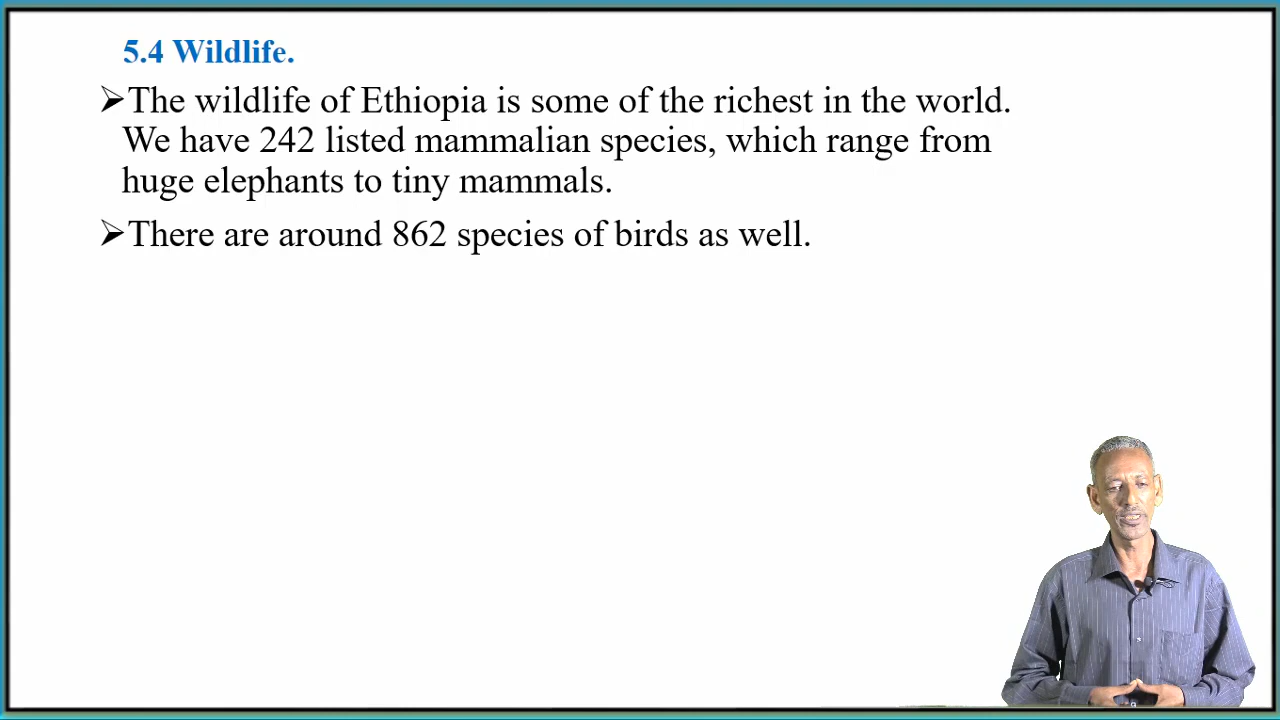 5.4 Wildlife.
➢The wildlife of Ethiopia is some of the richest in the world.
We have 242 listed mammalian species, which range from
huge elephants to tiny mammals.
➢There are around 862 species of birds as well.